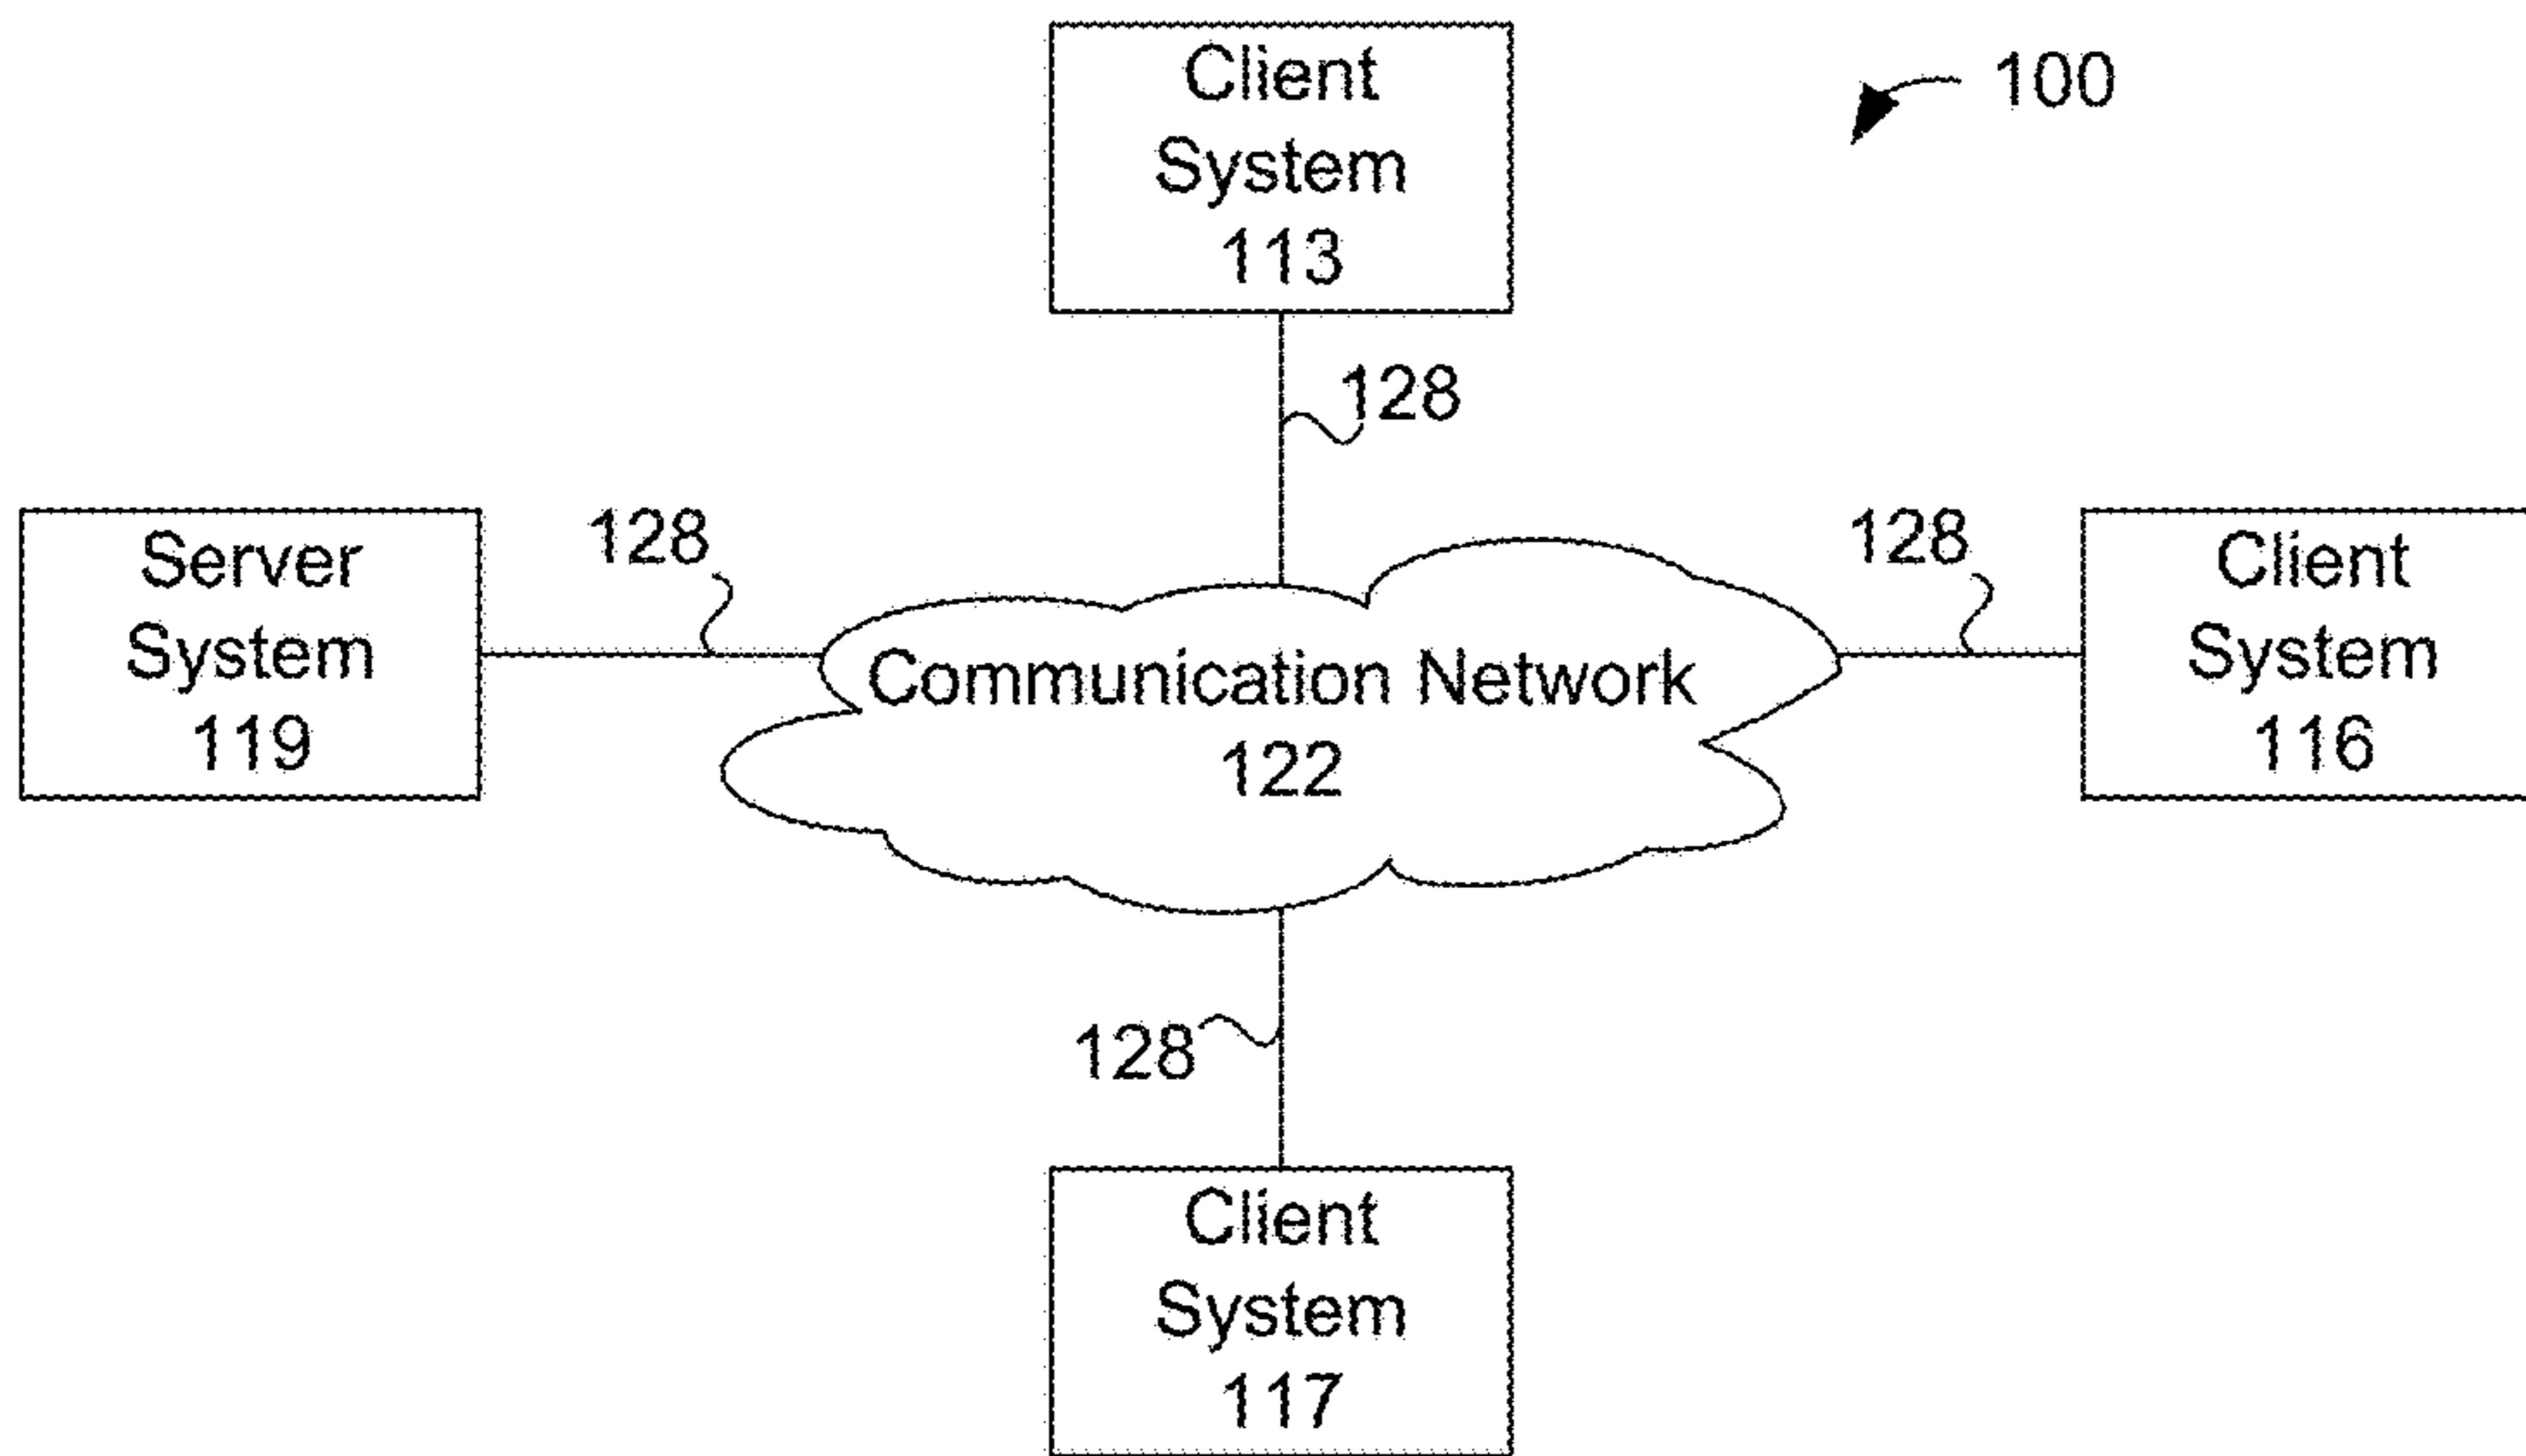 Client
System
113
100
128
Server
System
119
128
Communication Network
122
128
Client
System
116
128
Client
System
117